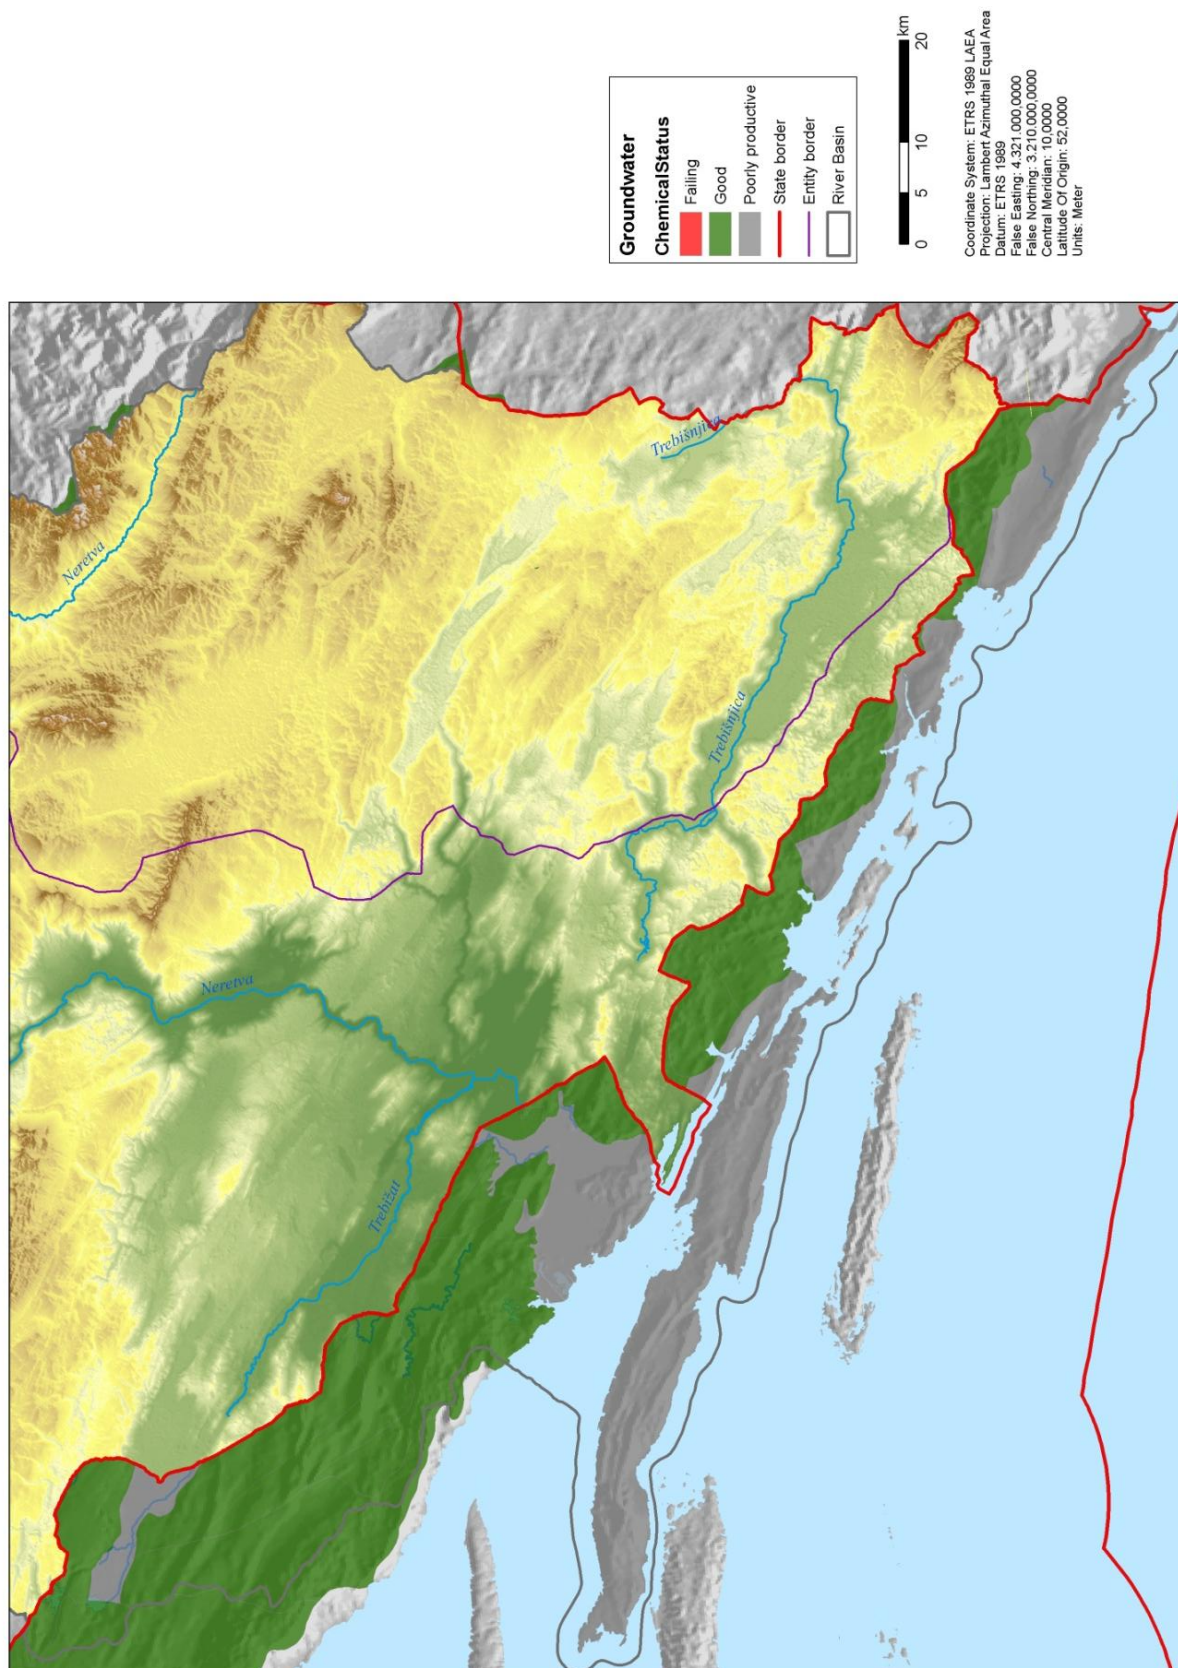 Neretva
Trebišnjica
Neretva
Trebišnjica
Trebižat
Groundwater
ChemicalStatus
Failing
Good
Poorly productive
State border
Entity border
River Basin
0 5 10 20 km
Coordinate System: ETRS 1989 LAEA
Projection: Lambert Azimuthal Equal Area
Datum: ETRS 1989
False Easting: 4.321.000,0000
False Northing: 3.210.000,0000
Central Meridian: 10,0000
Latitude Of Origin: 52,0000
Units: Meter